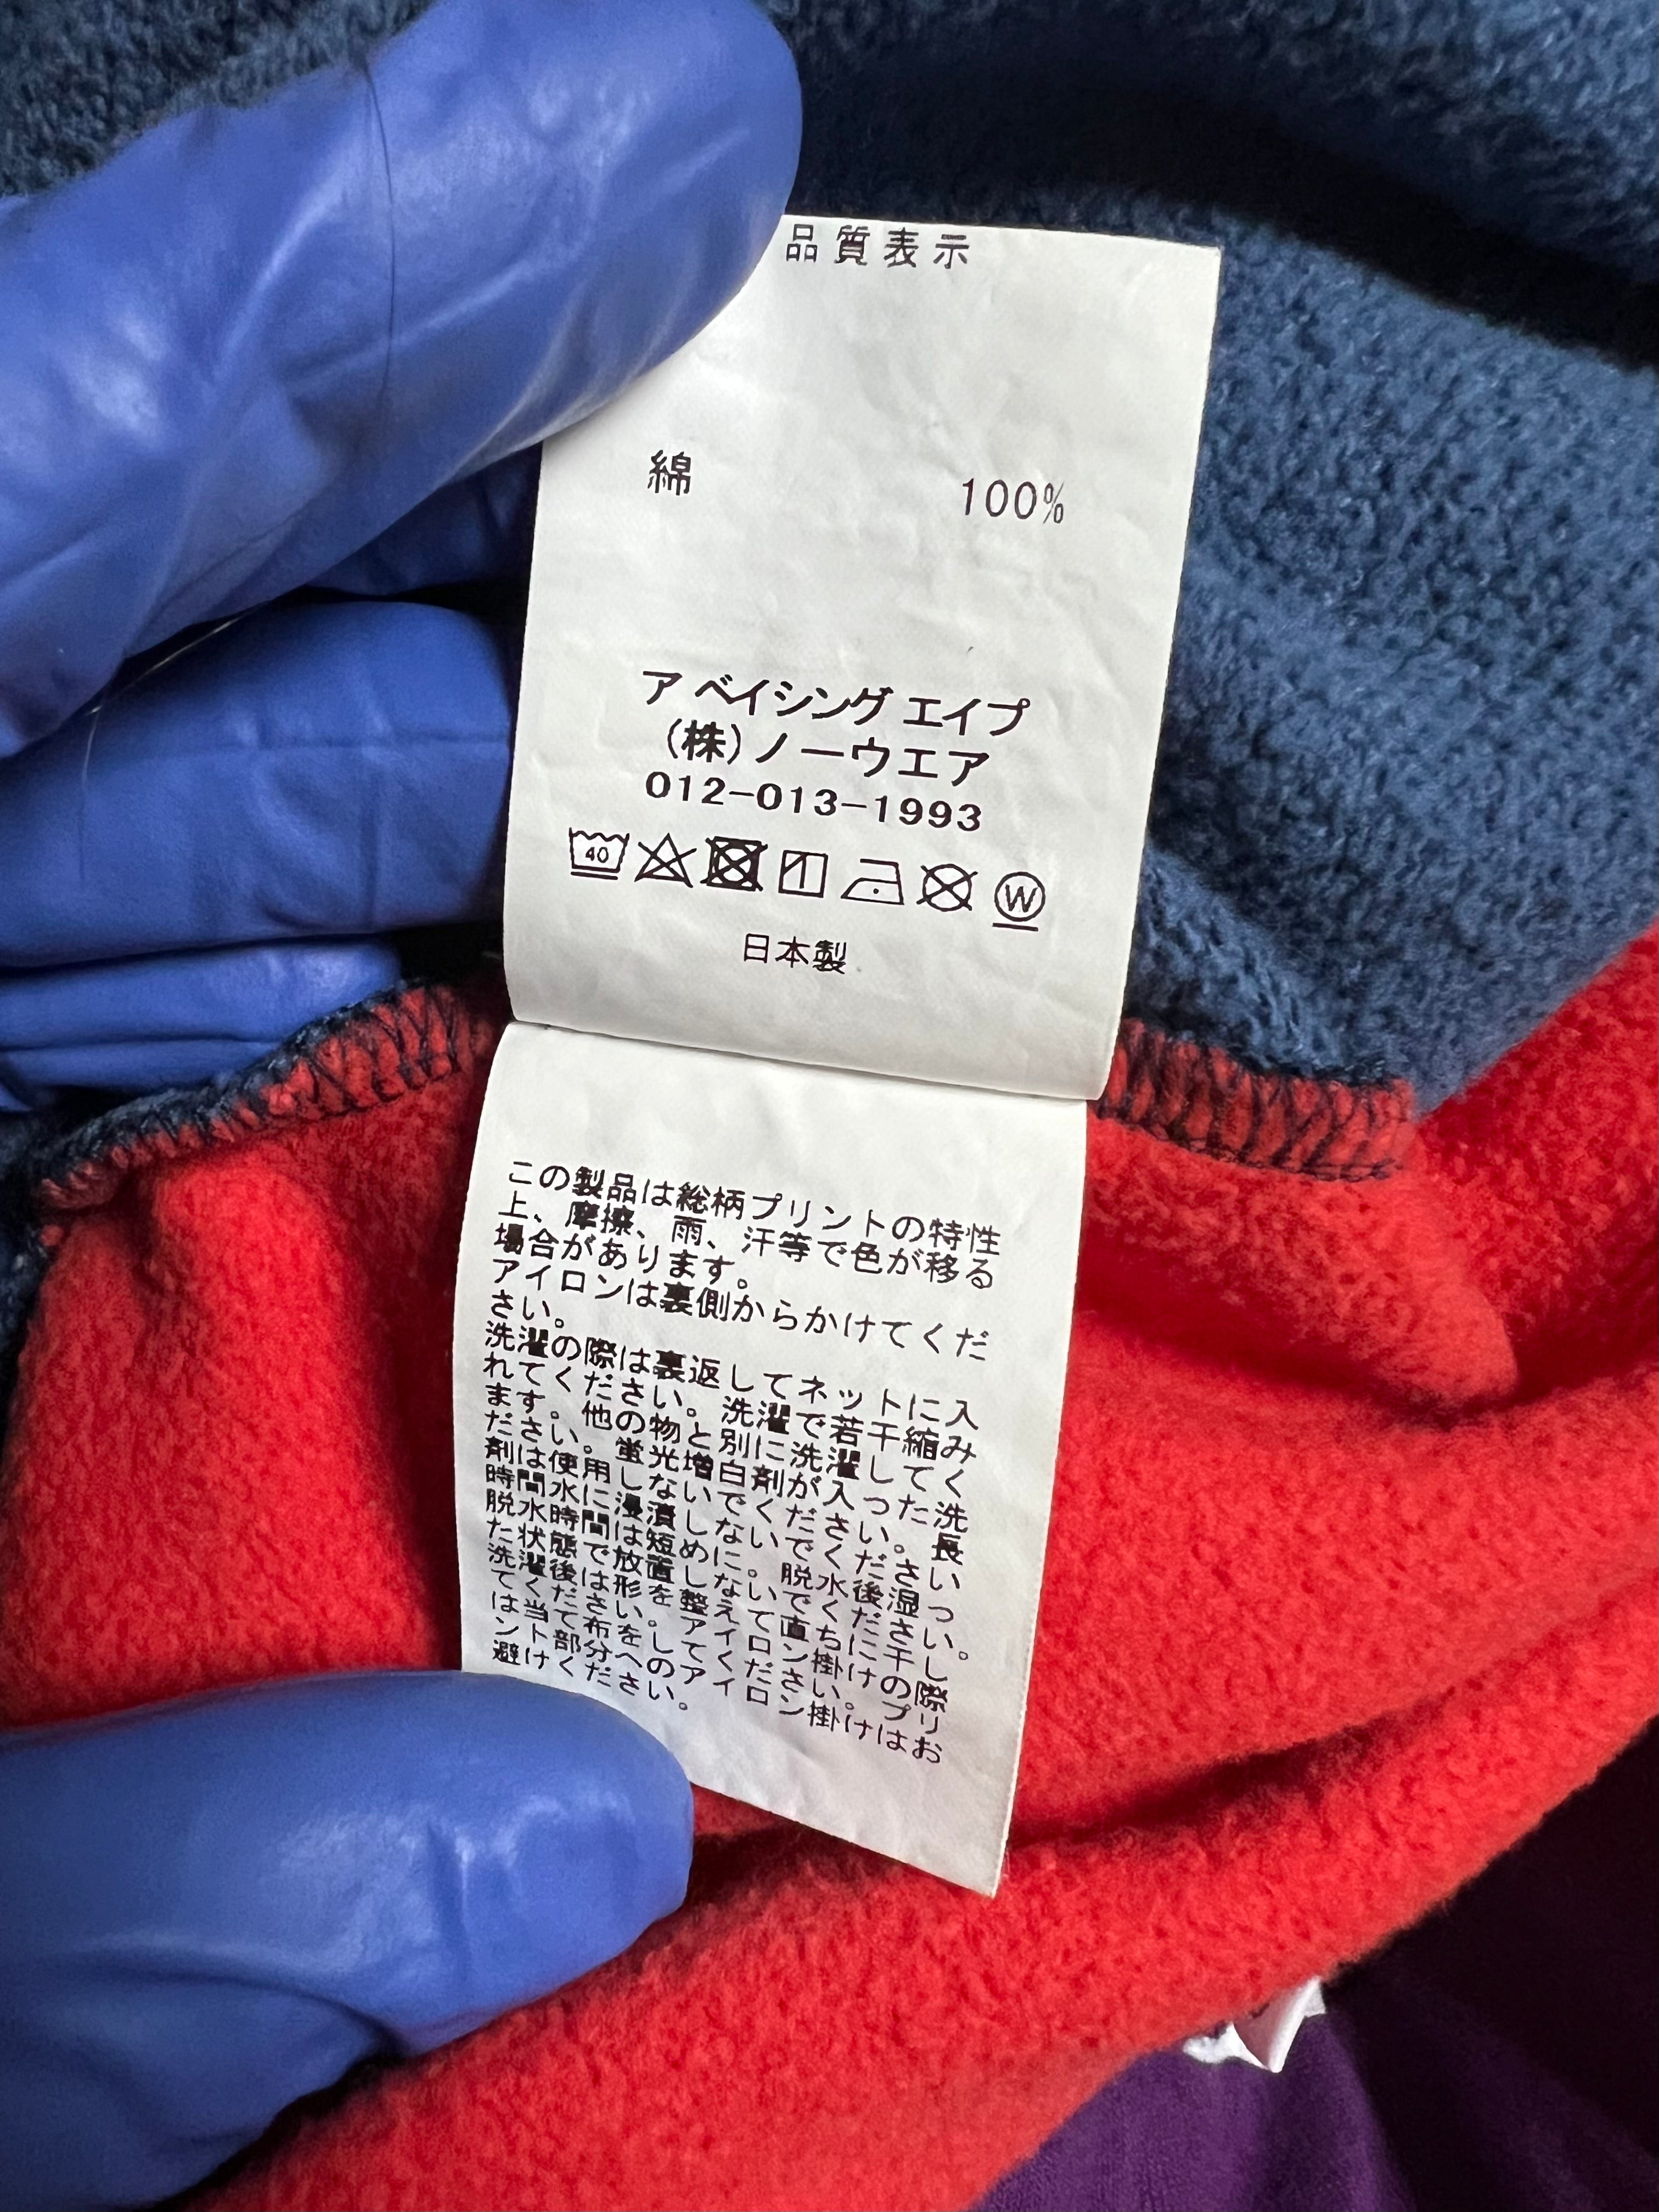 品質表示
綿 100%
ア ベイシング エイプ
(株)ノーウエア
012-013-1993
40
W
日本製
この製品は総柄プリントの特性
上、摩擦、雨、汗等で色が移る
場合があります。
アイロンは裏側からかけてくだ
さい。
洗濯の際は裏返してネットに入
れてください。洗濯で若干縮み
ます。他の物と別に洗濯してく
ださい。蛍光増白剤が入った洗
剤は使用しないでください。長
時間水に浸漬しないでください。
脱水時間は短めに。脱水後湿っ
た状態で放置しないでください。
洗濯後は形を整えて直ちに干し
てください。アイロン掛けの際
は当て布をしてください。プリ
ント部分へのアイロン掛けはお
避けください。